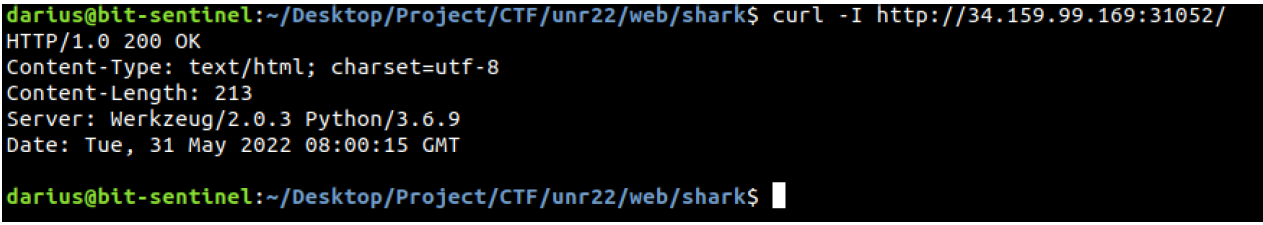 darius@bit-sentinel:~/Desktop/Project/CTF/unr22/web/shark$ curl -I http://34.159.99.169:31052/
HTTP/1.0 200 OK
Content-Type: text/html; charset=utf-8
Content-Length: 213
Server: Werkzeug/2.0.3 Python/3.6.9
Date: Tue, 31 May 2022 08:00:15 GMT
darius@bit-sentinel:~/Desktop/Project/CTF/unr22/web/shark$